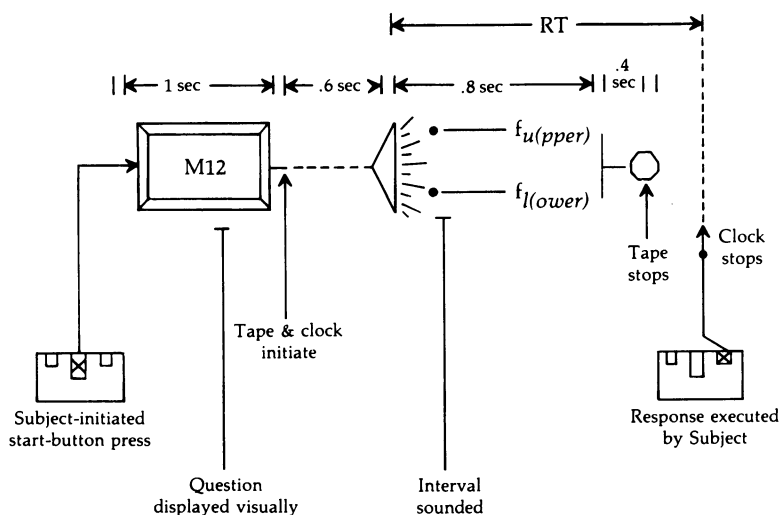 RT
.4
1 sec
.6 sec
.8 sec
sec
M12
f_u(pper)
f_l(ower)
Tape
stops
Clock
stops
Tape & clock
initiate
Subject-initiated
start-button press
Response executed
by Subject
Question
displayed visually
Interval
sounded